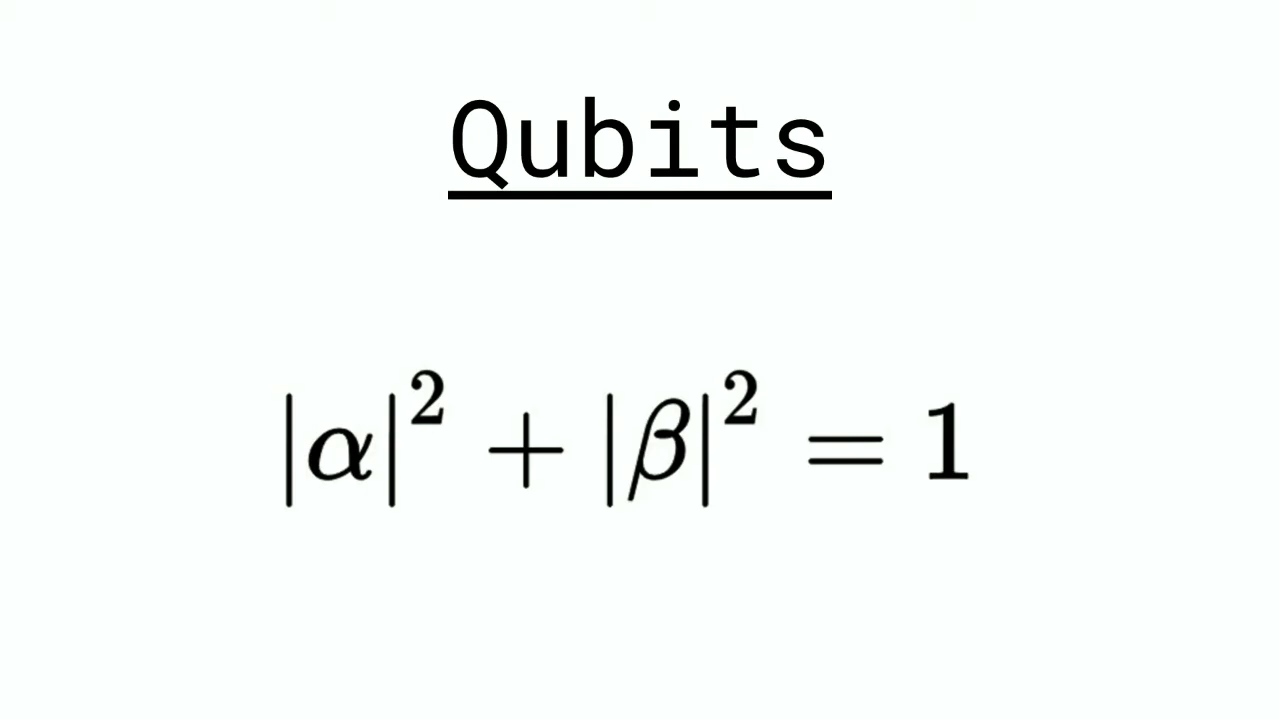 Qubits
|α|² + |β|² = 1